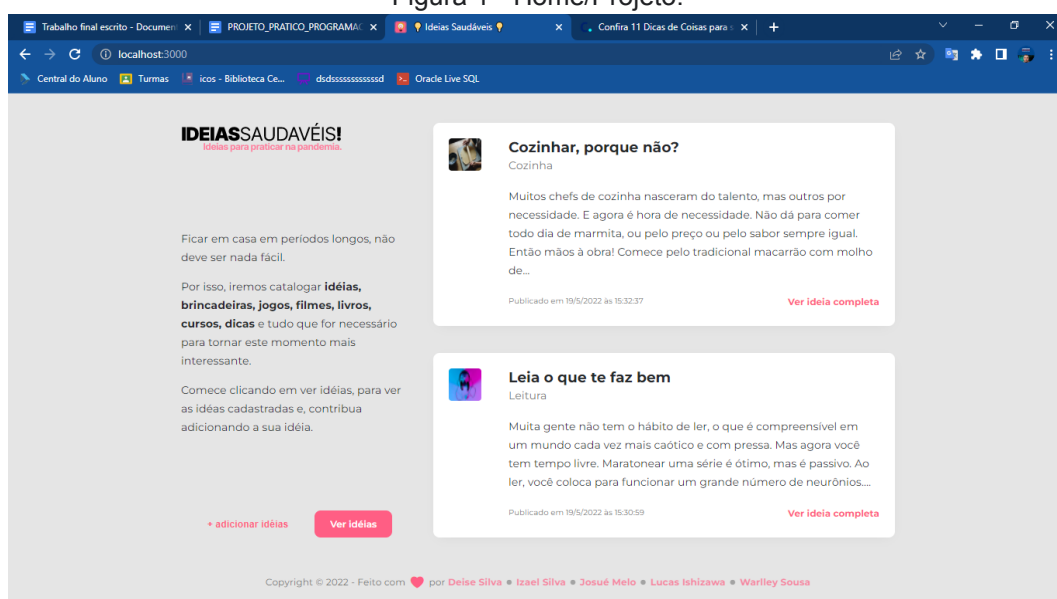 Figura 1 - Home/Projeto.
Trabalho final escrito - Documen
PROJETO_PRATICO_PROGRAMAC
Ideias Saudáveis
Confira 11 Dicas de Coisas para s
localhost:3000
Central do Aluno
Turmas
icos - Biblioteca Ce...
dsdsssssssssssd
Oracle Live SQL
IDEIASSAUDAVÉIS!
Ideias para praticar na pandemia.
Ficar em casa em períodos longos, não
deve ser nada fácil.
Por isso, iremos catalogar idéias,
brincadeiras, jogos, filmes, livros,
cursos, dicas e tudo que for necessário
para tornar este momento mais
interessante.
Comece clicando em ver idéias, para ver
as idéas cadastradas e, contribua
adicionando a sua idéia.
+ adicionar idéias
Ver idéias
Cozinhar, porque não?
Cozinha
Muitos chefs de cozinha nasceram do talento, mas outros por
necessidade. E agora é hora de necessidade. Não dá para comer
todo dia de marmita, ou pelo preço ou pelo sabor sempre igual.
Então mãos à obra! Comece pelo tradicional macarrão com molho
de...
Publicado em 19/5/2022 às 15:32:37
Ver ideia completa
Leia o que te faz bem
Leitura
Muita gente não tem o hábito de ler, o que é compreensível em
um mundo cada vez mais caótico e com pressa. Mas agora você
tem tempo livre. Maratonear uma série é ótimo, mas é passivo. Ao
ler, você coloca para funcionar um grande número de neurônios....
Publicado em 19/5/2022 às 15:30:59
Ver ideia completa
Copyright © 2022 - Feito com ❤ por Deise Silva • Izael Silva • Josué Melo • Lucas Ishizawa • Warlley Sousa